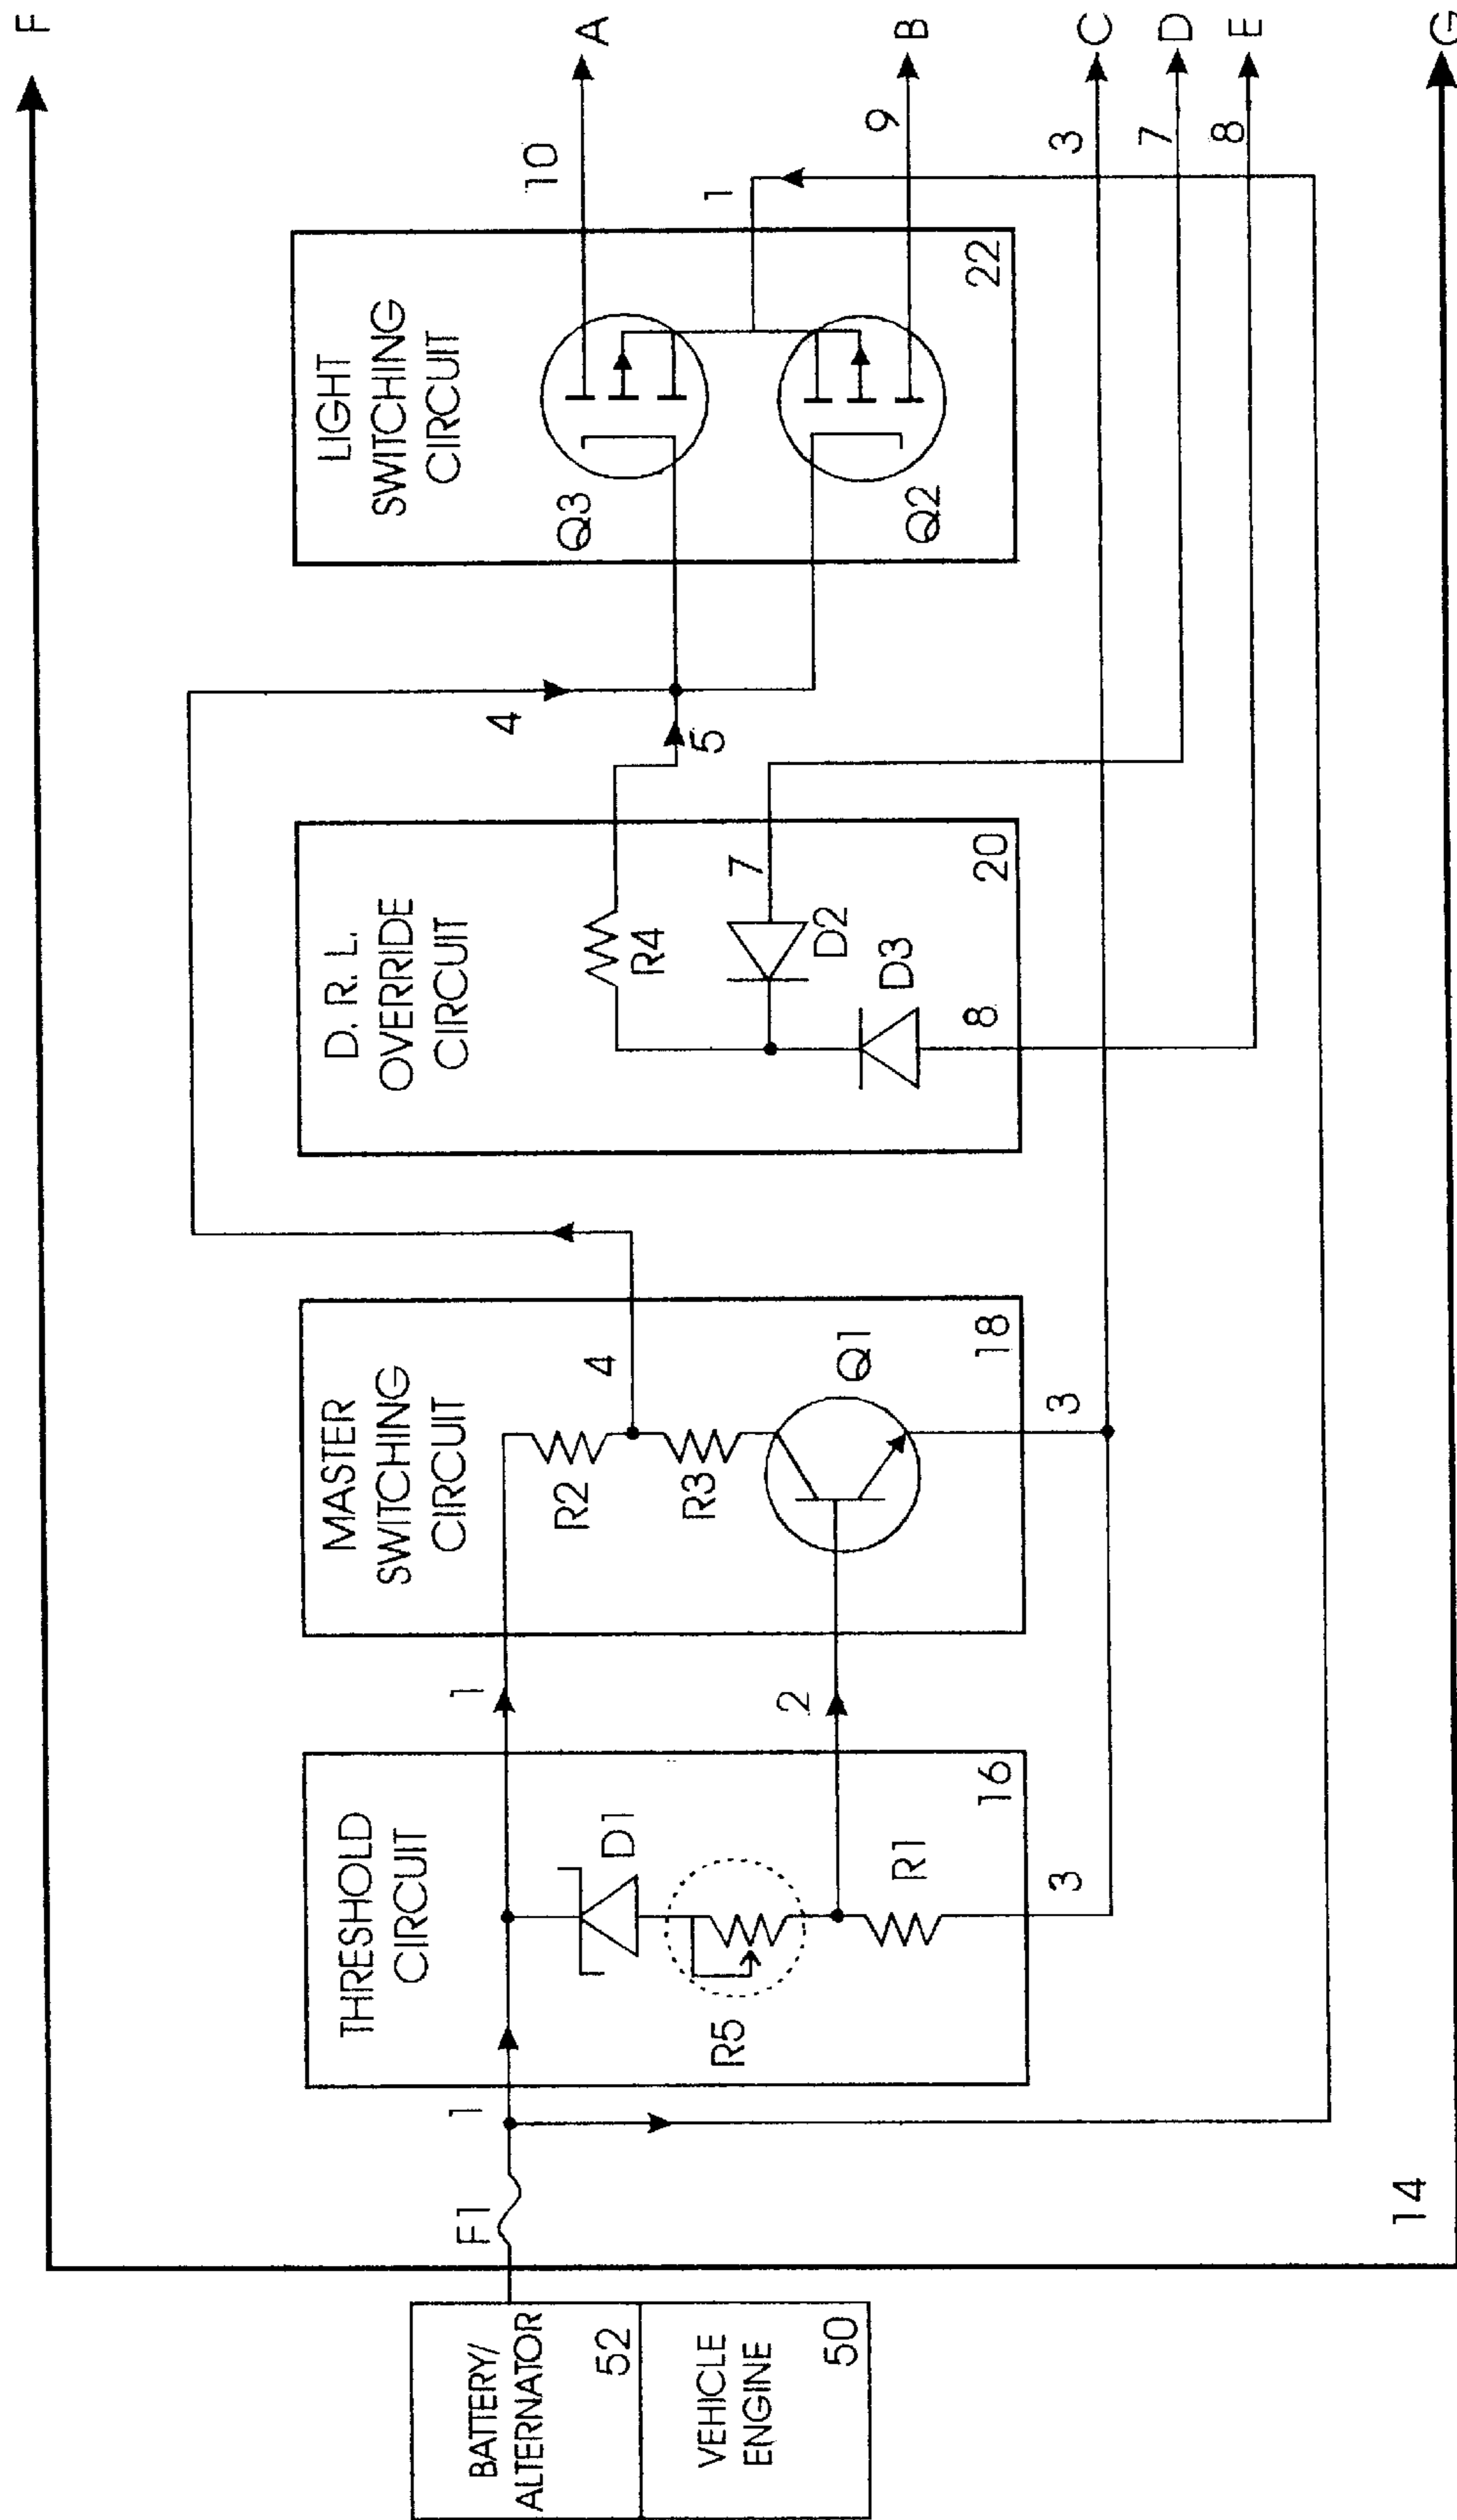 F
BATTERY/
ALTERNATOR
52
VEHICLE
ENGINE
50
F1
1
14
THRESHOLD
CIRCUIT
D1
R5
R1
16
3
1
2
MASTER
SWITCHING
CIRCUIT
R2
4
R3
Q1
18
3
D. R. L.
OVERRIDE
CIRCUIT
R4
7
D2
D3
8
20
4
5
LIGHT
SWITCHING
CIRCUIT
Q3
Q2
22
10
A
1
9
B
3
C
7
D
8
E
G